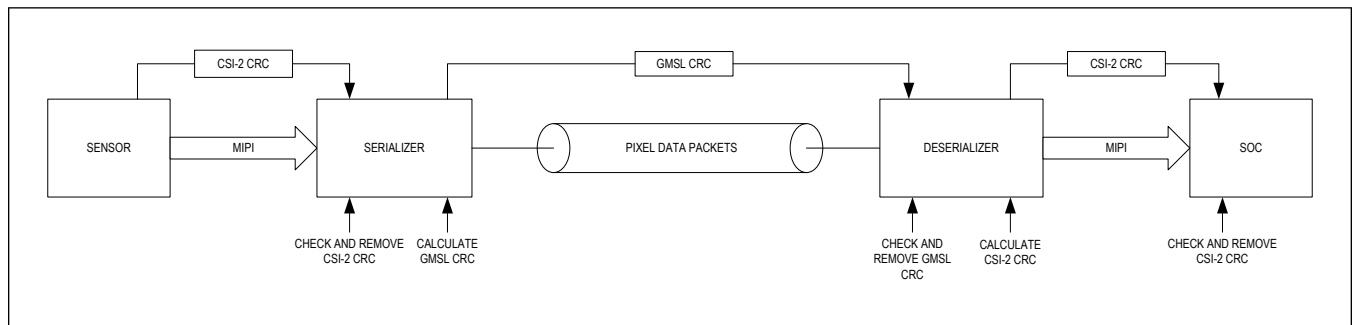 CSI-2 CRC
GMSL CRC
CSI-2 CRC
SENSOR
MIPI
SERIALIZER
PIXEL DATA PACKETS
DESERIALIZER
MIPI
SOC
CHECK AND REMOVE
CSI-2 CRC
CALCULATE
GMSL CRC
CHECK AND
REMOVE GMSL
CRC
CALCULATE
CSI-2 CRC
CHECK AND REMOVE
CSI-2 CRC